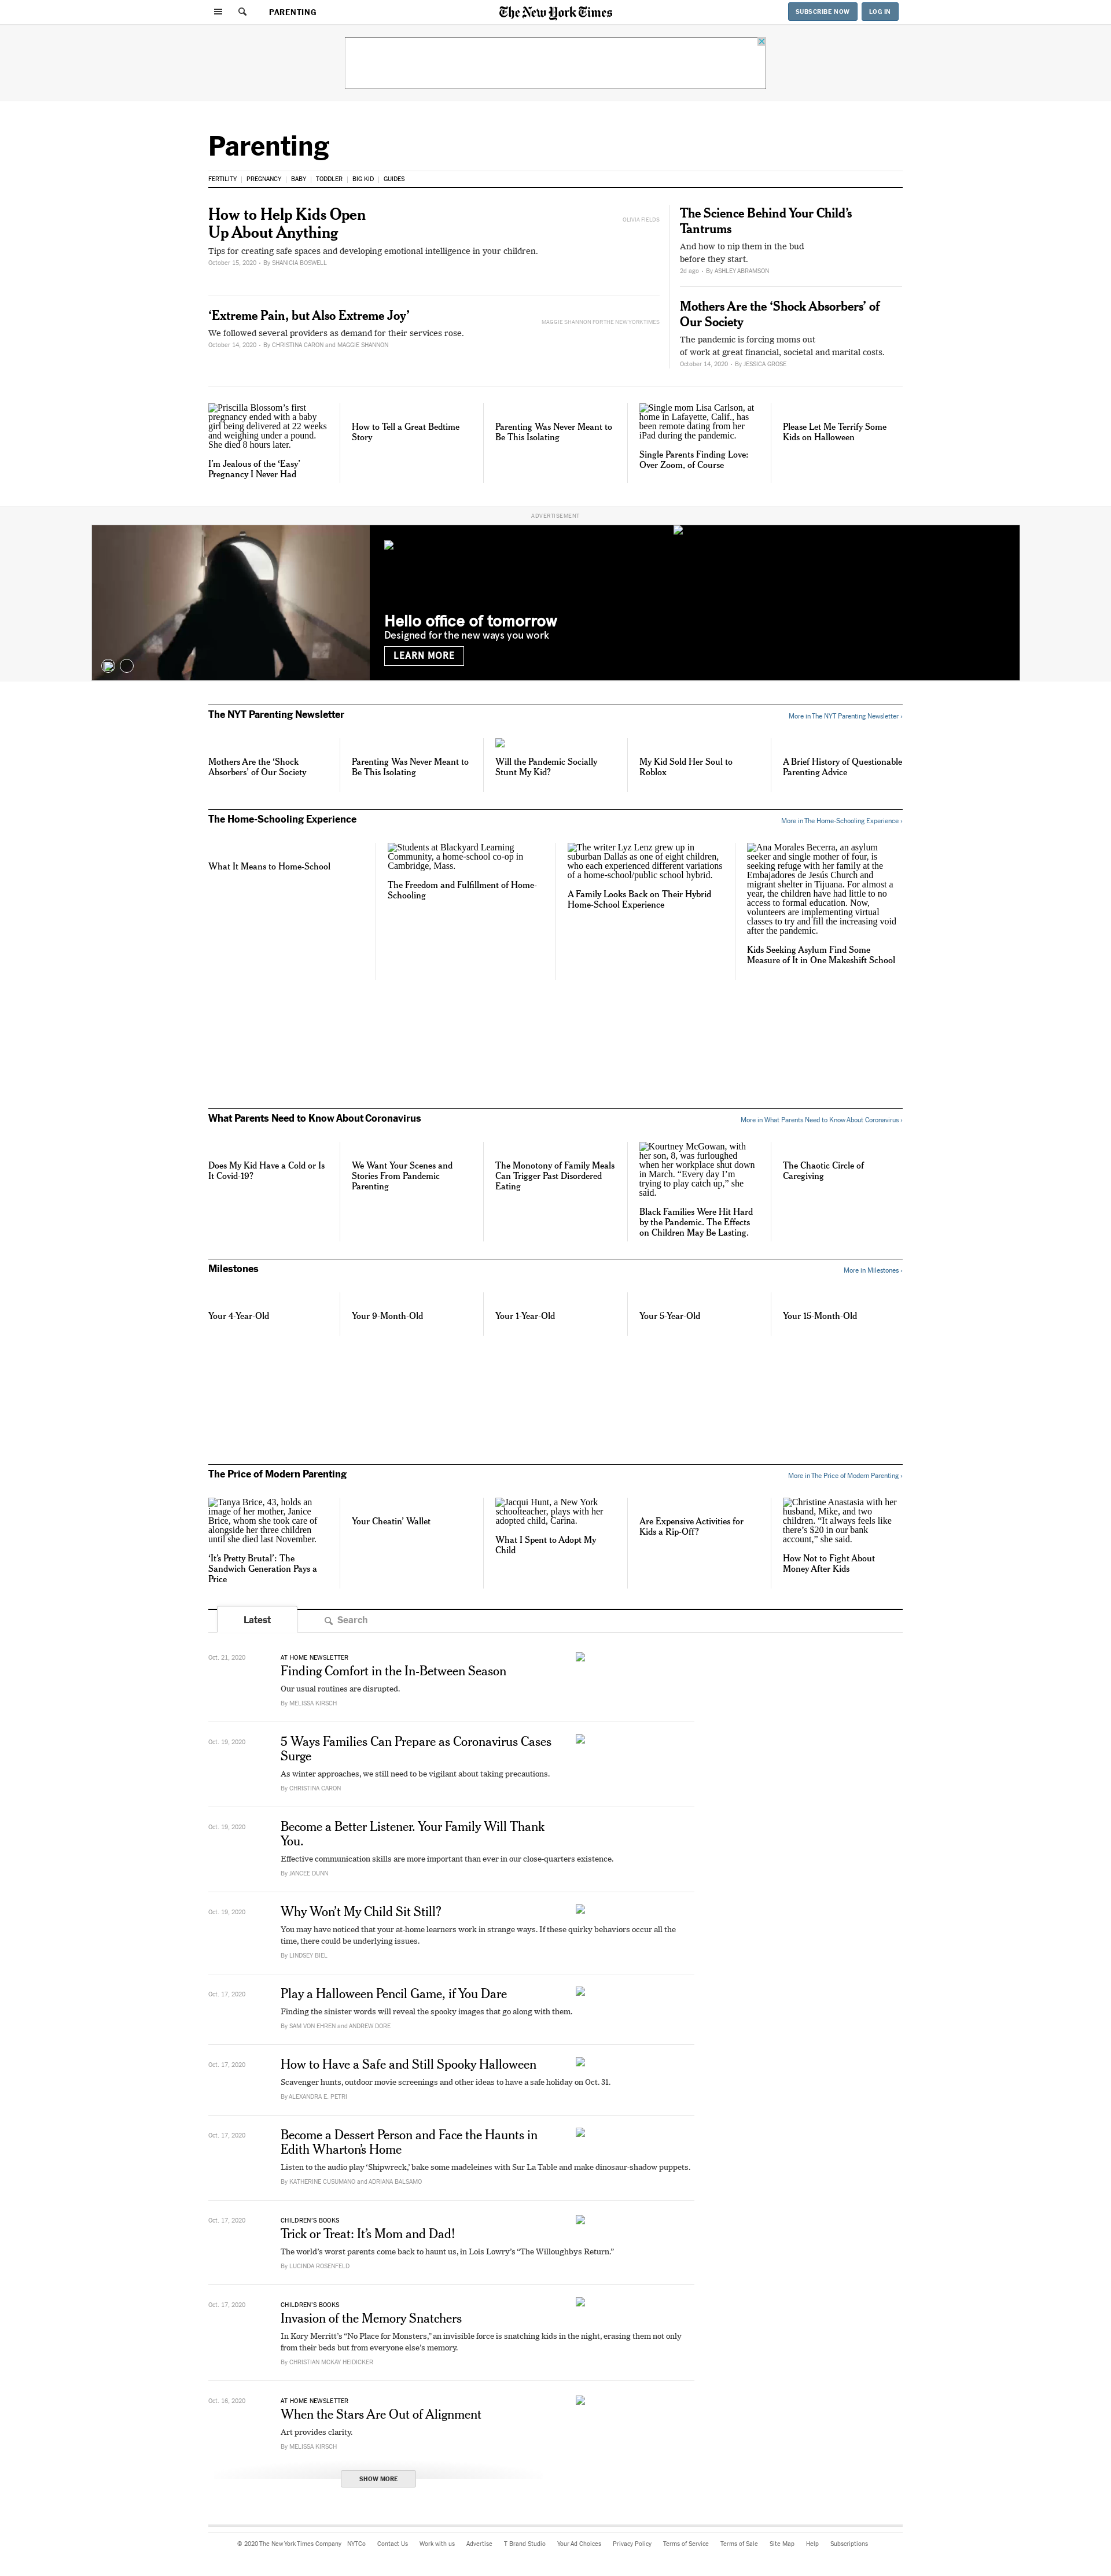 PARENTING
The New York Times
SUBSCRIBE NOW
LOG IN
Parenting
FERTILITY
PREGNANCY
BABY
TODDLER
BIG KID
GUIDES
How to Help Kids Open
Up About Anything
Tips for creating safe spaces and developing emotional intelligence in your children.
October 15, 2020 • By SHANICIA BOSWELL
OLIVIA FIELDS
‘Extreme Pain, but Also Extreme Joy’
We followed several providers as demand for their services rose.
October 14, 2020 • By CHRISTINA CARON and MAGGIE SHANNON
MAGGIE SHANNON FOR THE NEW YORK TIMES
The Science Behind Your Child’s
Tantrums
And how to nip them in the bud
before they start.
2d ago • By ASHLEY ABRAMSON
Mothers Are the ‘Shock Absorbers’ of
Our Society
The pandemic is forcing moms out
of work at great financial, societal and marital costs.
October 14, 2020 • By JESSICA GROSE
Priscilla Blossom’s first
pregnancy ended with a baby
girl being delivered at 22 weeks
and weighing under a pound.
She died 8 hours later.
I’m Jealous of the ‘Easy’
Pregnancy I Never Had
How to Tell a Great Bedtime
Story
Parenting Was Never Meant to
Be This Isolating
Single mom Lisa Carlson, at
home in Lafayette, Calif., has
been remote dating from her
iPad during the pandemic.
Single Parents Finding Love:
Over Zoom, of Course
Please Let Me Terrify Some
Kids on Halloween
ADVERTISEMENT
Hello office of tomorrow
Designed for the new ways you work
LEARN MORE
The NYT Parenting Newsletter
More in The NYT Parenting Newsletter ›
Mothers Are the ‘Shock
Absorbers’ of Our Society
Parenting Was Never Meant to
Be This Isolating
Will the Pandemic Socially
Stunt My Kid?
My Kid Sold Her Soul to
Roblox
A Brief History of Questionable
Parenting Advice
The Home-Schooling Experience
More in The Home-Schooling Experience ›
What It Means to Home-School
Students at Blackyard Learning
Community, a home-school co-op in
Cambridge, Mass.
The Freedom and Fulfillment of Home-
Schooling
The writer Lyz Lenz grew up in
suburban Dallas as one of eight children,
who each experienced different variations
of a home-school/public school hybrid.
A Family Looks Back on Their Hybrid
Home-School Experience
Ana Morales Becerra, an asylum
seeker and single mother of four, is
seeking refuge with her family at the
Embajadores de Jesús Church and
migrant shelter in Tijuana. For almost a
year, the children have had little to no
access to formal education. Now,
volunteers are implementing virtual
classes to try and fill the increasing void
after the pandemic.
Kids Seeking Asylum Find Some
Measure of It in One Makeshift School
What Parents Need to Know About Coronavirus
More in What Parents Need to Know About Coronavirus ›
Does My Kid Have a Cold or Is
It Covid-19?
We Want Your Scenes and
Stories From Pandemic
Parenting
The Monotony of Family Meals
Can Trigger Past Disordered
Eating
Kourtney McGowan, with
her son, 8, was furloughed
when her workplace shut down
in March. “Every day I’m
trying to play catch up,” she
said.
Black Families Were Hit Hard
by the Pandemic. The Effects
on Children May Be Lasting.
The Chaotic Circle of
Caregiving
Milestones
More in Milestones ›
Your 4-Year-Old
Your 9-Month-Old
Your 1-Year-Old
Your 5-Year-Old
Your 15-Month-Old
The Price of Modern Parenting
More in The Price of Modern Parenting ›
Tanya Brice, 43, holds an
image of her mother, Janice
Brice, whom she took care of
alongside her three children
until she died last November.
‘It’s Pretty Brutal’: The
Sandwich Generation Pays a
Price
Your Cheatin’ Wallet
Jacqui Hunt, a New York
schoolteacher, plays with her
adopted child, Carina.
What I Spent to Adopt My
Child
Are Expensive Activities for
Kids a Rip-Off?
Christine Anastasia with her
husband, Mike, and two
children. “It always feels like
there’s $20 in our bank
account,” she said.
How Not to Fight About
Money After Kids
Latest
Search
Oct. 21, 2020
AT HOME NEWSLETTER
Finding Comfort in the In-Between Season
Our usual routines are disrupted.
By MELISSA KIRSCH
Oct. 19, 2020
5 Ways Families Can Prepare as Coronavirus Cases
Surge
As winter approaches, we still need to be vigilant about taking precautions.
By CHRISTINA CARON
Oct. 19, 2020
Become a Better Listener. Your Family Will Thank
You.
Effective communication skills are more important than ever in our close-quarters existence.
By JANCEE DUNN
Oct. 19, 2020
Why Won’t My Child Sit Still?
You may have noticed that your at-home learners work in strange ways. If these quirky behaviors occur all the
time, there could be underlying issues.
By LINDSEY BIEL
Oct. 17, 2020
Play a Halloween Pencil Game, if You Dare
Finding the sinister words will reveal the spooky images that go along with them.
By SAM VON EHREN and ANDREW DORE
Oct. 17, 2020
How to Have a Safe and Still Spooky Halloween
Scavenger hunts, outdoor movie screenings and other ideas to have a safe holiday on Oct. 31.
By ALEXANDRA E. PETRI
Oct. 17, 2020
Become a Dessert Person and Face the Haunts in
Edith Wharton’s Home
Listen to the audio play ‘Shipwreck,’ bake some madeleines with Sur La Table and make dinosaur-shadow puppets.
By KATHERINE CUSUMANO and ADRIANA BALSAMO
Oct. 17, 2020
CHILDREN’S BOOKS
Trick or Treat: It’s Mom and Dad!
The world’s worst parents come back to haunt us, in Lois Lowry’s “The Willoughbys Return.”
By LUCINDA ROSENFELD
Oct. 17, 2020
CHILDREN’S BOOKS
Invasion of the Memory Snatchers
In Kory Merritt’s “No Place for Monsters,” an invisible force is snatching kids in the night, erasing them not only
from their beds but from everyone else’s memory.
By CHRISTIAN MCKAY HEIDICKER
Oct. 16, 2020
AT HOME NEWSLETTER
When the Stars Are Out of Alignment
Art provides clarity.
By MELISSA KIRSCH
SHOW MORE
© 2020 The New York Times Company NYTCo Contact Us Work with us Advertise T Brand Studio Your Ad Choices Privacy Policy Terms of Service Terms of Sale Site Map Help Subscriptions